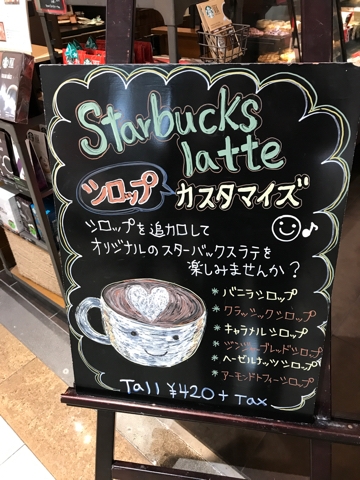 Starbucks
latte
シロップ カスタマイズ
シロップを追加して
オリジナルのスターバックスラテを
楽しみませんか？
* バニラシロップ
* クラシックシロップ
* キャラメルシロップ
* ジンジャーブレッドシロップ
* ヘーゼルナッツシロップ
* アーモンドトフィーシロップ
Tall ¥420 + Tax